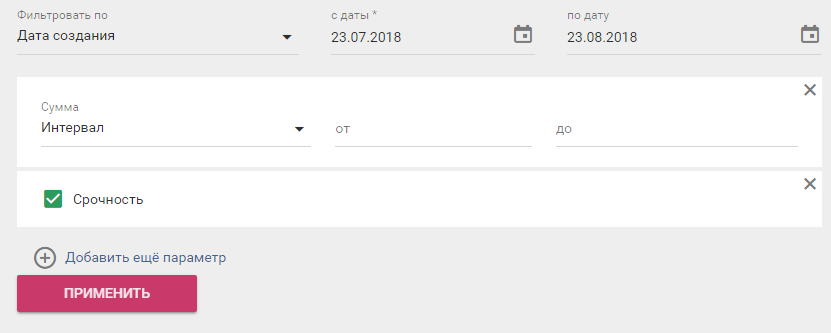 Фильтровать по
с даты *
по дату
Дата создания
23.07.2018
23.08.2018
Сумма
Интервал
от
до
Срочность
Добавить ещё параметр
ПРИМЕНИТЬ